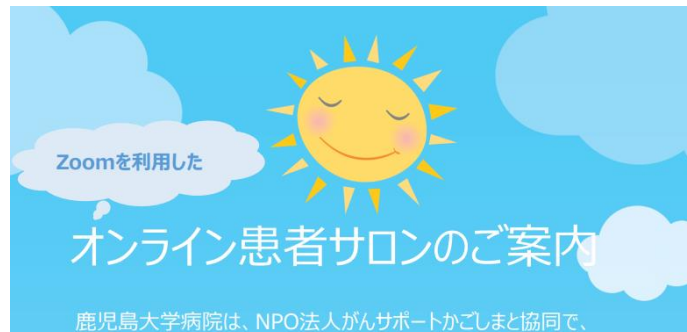 Zoomを利用した
オンライン患者サロンのご案内
鹿児島大学病院は、NPO法人がんサポートかごしまと協同で、